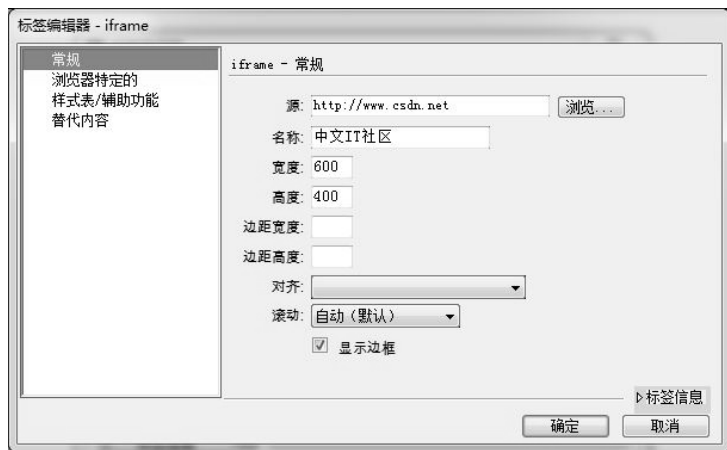 标签编辑器 - iframe
常规
浏览器特定的
样式表/辅助功能
替代内容
iframe - 常规
源: http://www.csdn.net 浏览...
名称: 中文IT社区
宽度: 600
高度: 400
边距宽度:
边距高度:
对齐:
滚动: 自动（默认）
显示边框
标签信息
确定 取消